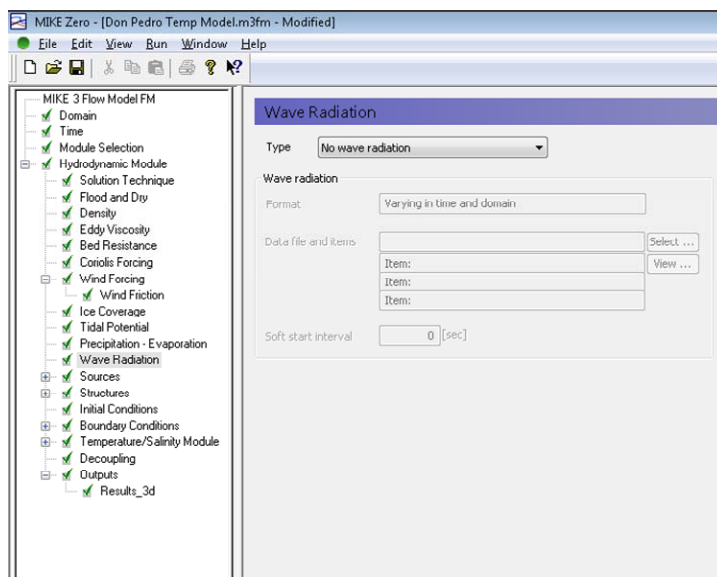 MIKE Zero - [Don Pedro Temp Model.m3fm - Modified]
File Edit View Run Window Help
MIKE 3 Flow Model FM
Domain
Time
Module Selection
Hydrodynamic Module
Solution Technique
Flood and Dry
Density
Eddy Viscosity
Bed Resistance
Coriolis Forcing
Wind Forcing
Wind Friction
Ice Coverage
Tidal Potential
Precipitation - Evaporation
Wave Radiation
Sources
Structures
Initial Conditions
Boundary Conditions
Temperature/Salinity Module
Decoupling
Outputs
Results_3d
Wave Radiation
Type No wave radiation
Wave radiation
Format Varying in time and domain
Data file and items Select ...
Item: View ...
Item:
Item:
Soft start interval 0 [sec]